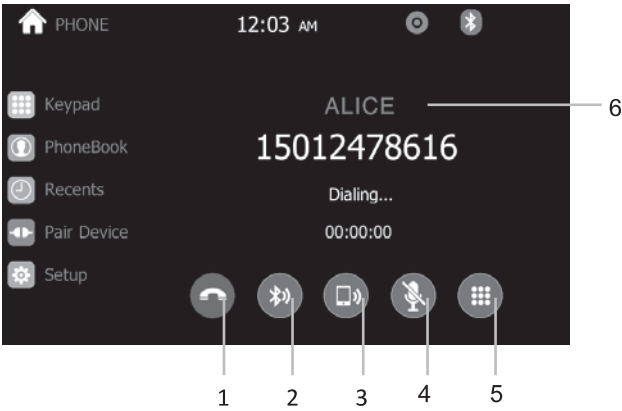 PHONE 12:03 AM
Keypad
ALICE
6
PhoneBook
15012478616
Recents
Dialing...
Pair Device
00:00:00
Setup
1 2 3 4 5